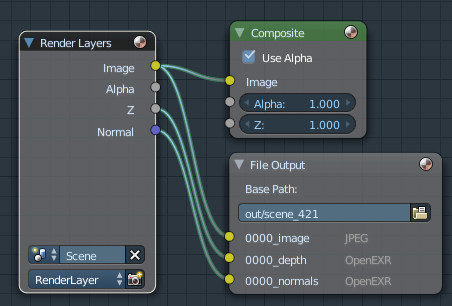 Render Layers
Image
Alpha
Z
Normal
Scene
RenderLayer
Composite
Use Alpha
Image
Alpha: 1.000
Z: 1.000
File Output
Base Path:
out/scene_421
0000_image JPEG
0000_depth OpenEXR
0000_normals OpenEXR